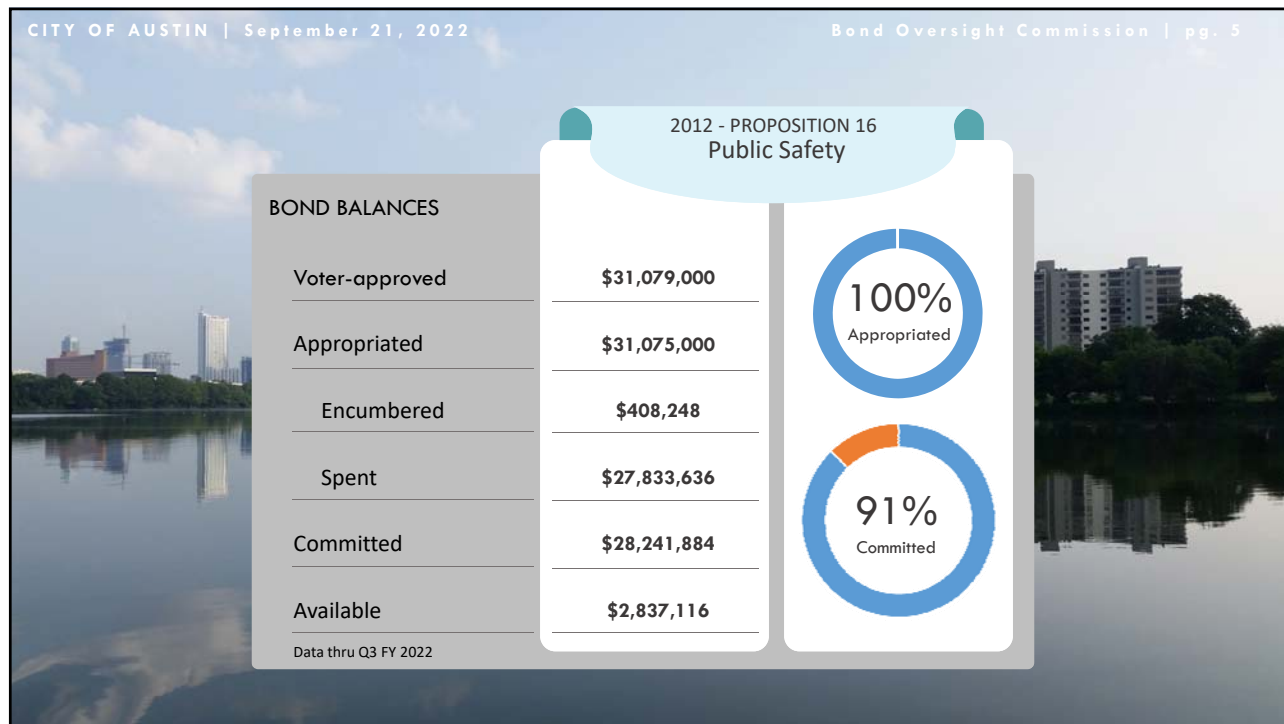 CITY OF AUSTIN | September 21, 2022
Bond Oversight Commission | pg. 5
2012 - PROPOSITION 16
Public Safety
BOND BALANCES
Voter-approved $31,079,000
Appropriated $31,075,000
Encumbered $408,248
Spent $27,833,636
Committed $28,241,884
Available $2,837,116
Data thru Q3 FY 2022
100%
Appropriated
91%
Committed